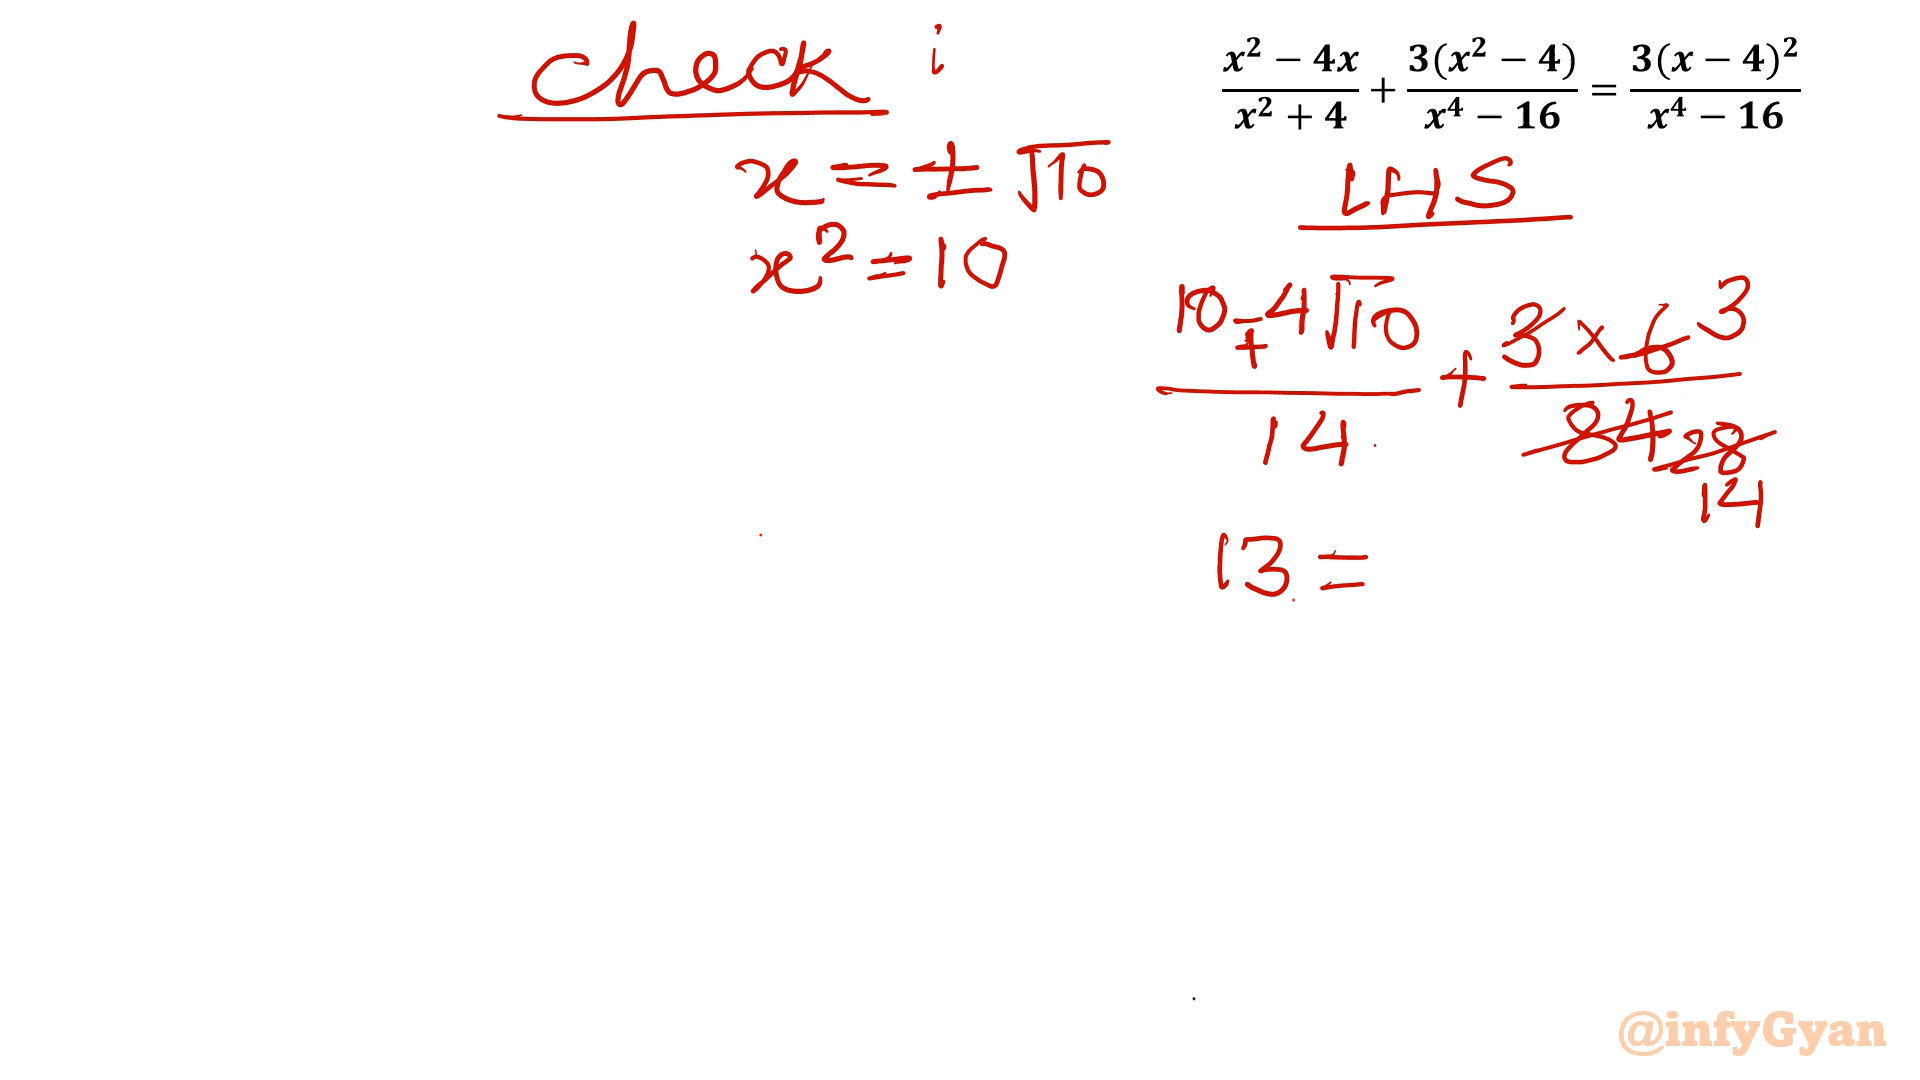 check :
x² − 4x / x² + 4 + 3(x² − 4) / x⁴ − 16 = 3(x − 4)² / x⁴ − 16
x = ± √10
LHS
x² = 10
10 ∓ 4√10 / 14 + 3 × 6 3 / 84 28 14
13 =
@infyGyan